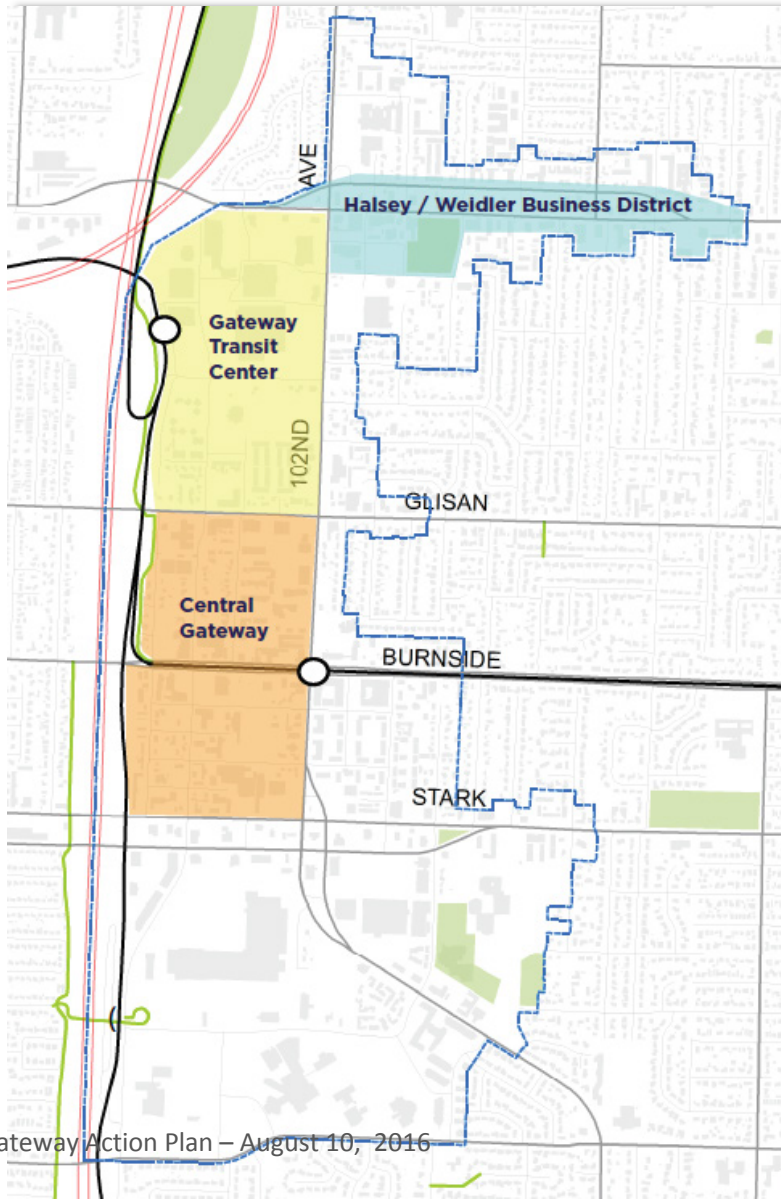 AVE
Halsey / Weidler Business District
Gateway
Transit
Center
102ND
GLISAN
Central
Gateway
BURNSIDE
STARK
ateway Action Plan – August 10, 2016